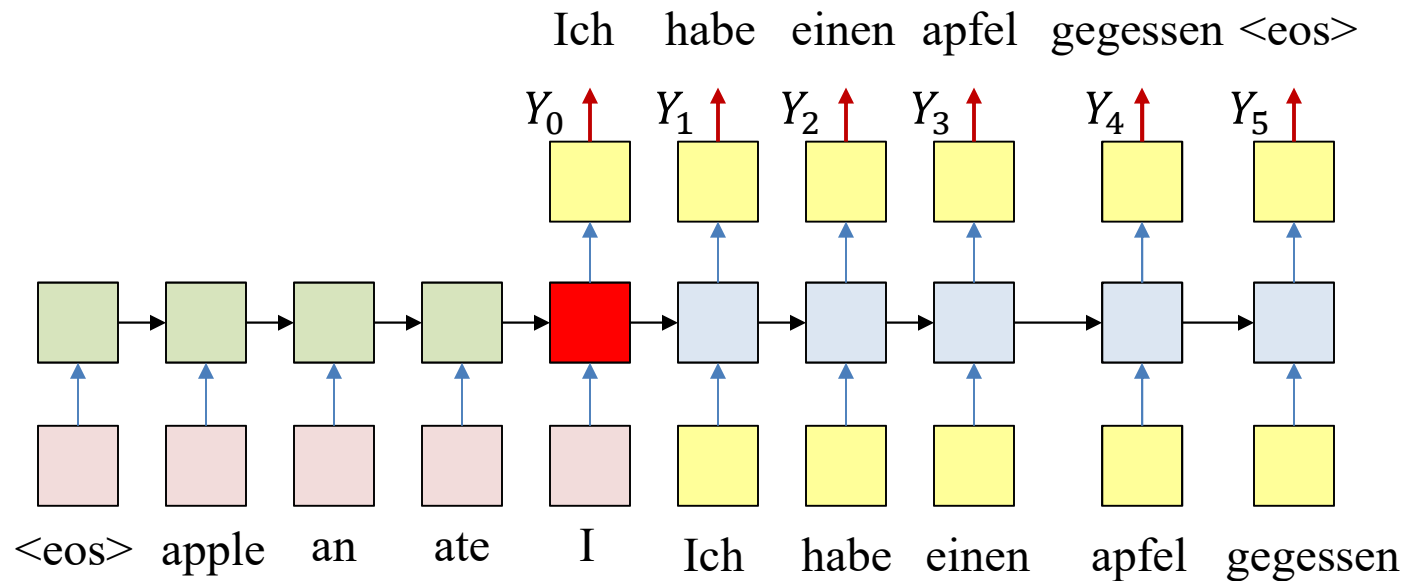 Ich habe einen apfel gegessen <eos>
Y₀ Y₁ Y₂ Y₃ Y₄ Y₅
<eos> apple an ate I Ich habe einen apfel gegessen